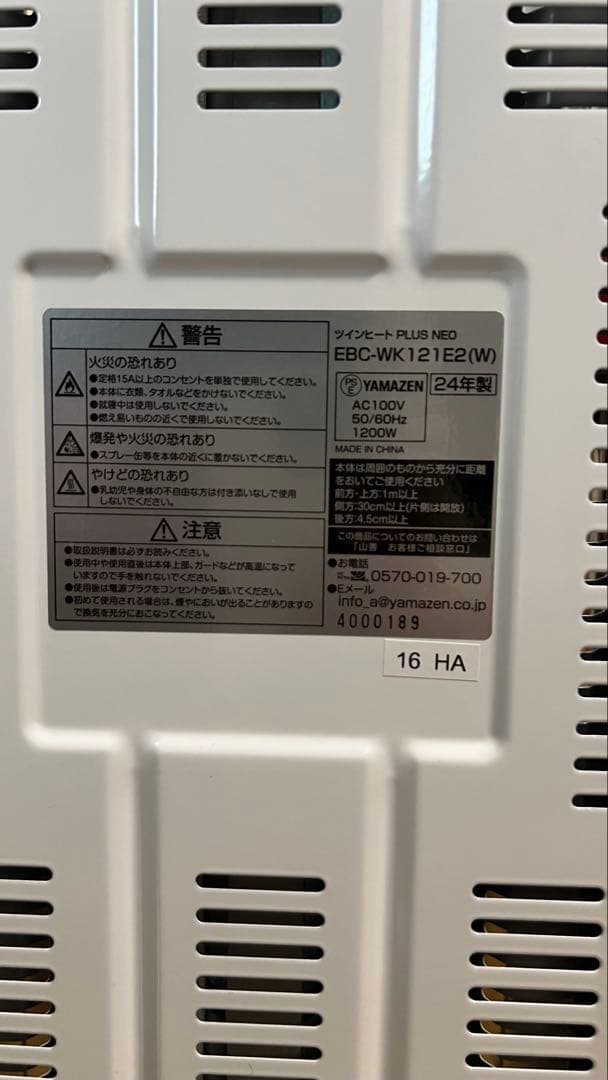 ⚠警告
火災の恐れあり
●定格15A以上のコンセントを単独で使用してください。
●本体に衣類、タオルなどをかけないでください。
●就寝中は使用しないでください。
●燃え易いものの近くで使用しないでください。
爆発や火災の恐れあり
●スプレー缶等を本体の近くに置かないでください。
やけどの恐れあり
●乳幼児や身体の不自由な方は付き添いなしで使用
しないでください。
⚠注意
●取扱説明書は必ずお読みください。
●使用中や使用直後は本体上部、ガードなどが高温になって
いますので手を触れないでください。
●使用後は電源プラグをコンセントから抜いてください。
●初めて使用される場合は、煙やにおいが出ることがありますの
で換気を充分におこなってください。
ツインヒート PLUS NEO
EBC-WK121E2(W)
PS
E
YAMAZEN
24年製
AC100V
50/60Hz
1200W
MADE IN CHINA
本体は周囲のものから充分に距離
をおいてご使用ください
前方・上方:1m以上
側方:30cm以上(片側は開放)
後方:4.5cm以上
この商品についてのお問い合わせは
「山善 お客様ご相談窓口」
●お電話
0570-019-700
●Eメール
info_a@yamazen.co.jp
4000189
16 HA